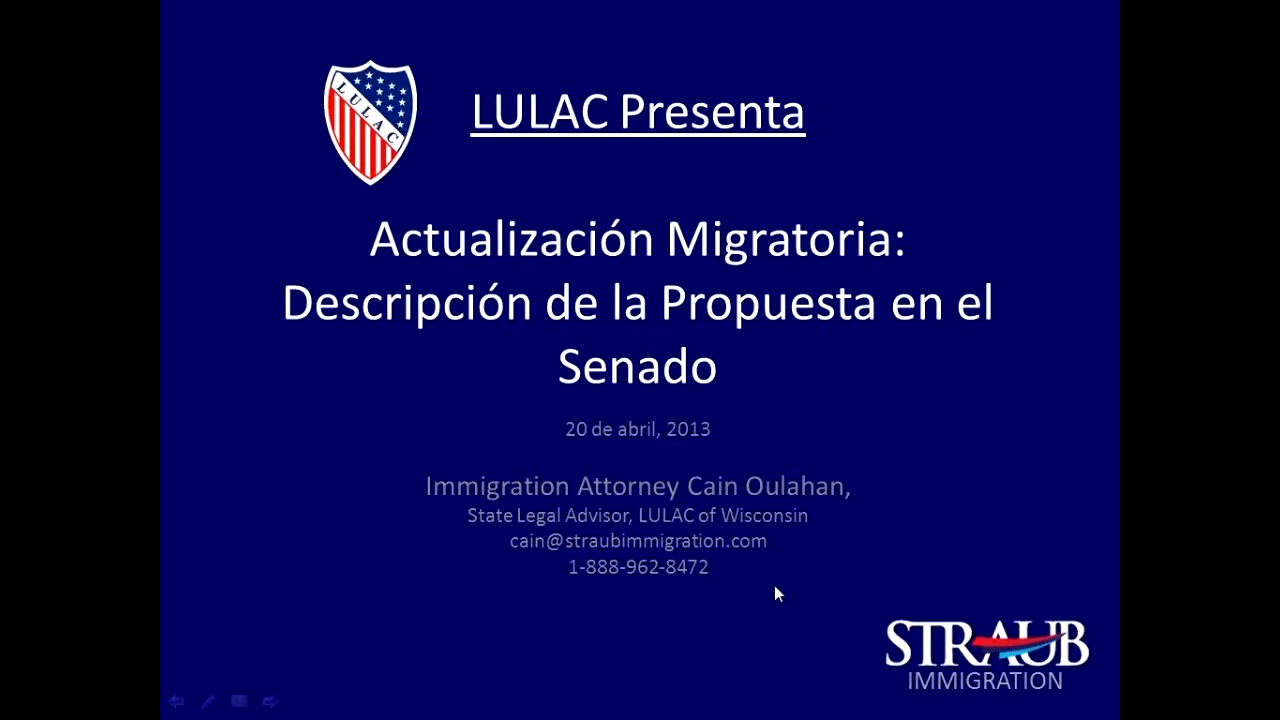 LULAC
LULAC Presenta
Actualización Migratoria:
Descripción de la Propuesta en el
Senado
20 de abril, 2013
Immigration Attorney Cain Oulahan,
State Legal Advisor, LULAC of Wisconsin
cain@straubimmigration.com
1-888-962-8472
STRAUB
IMMIGRATION